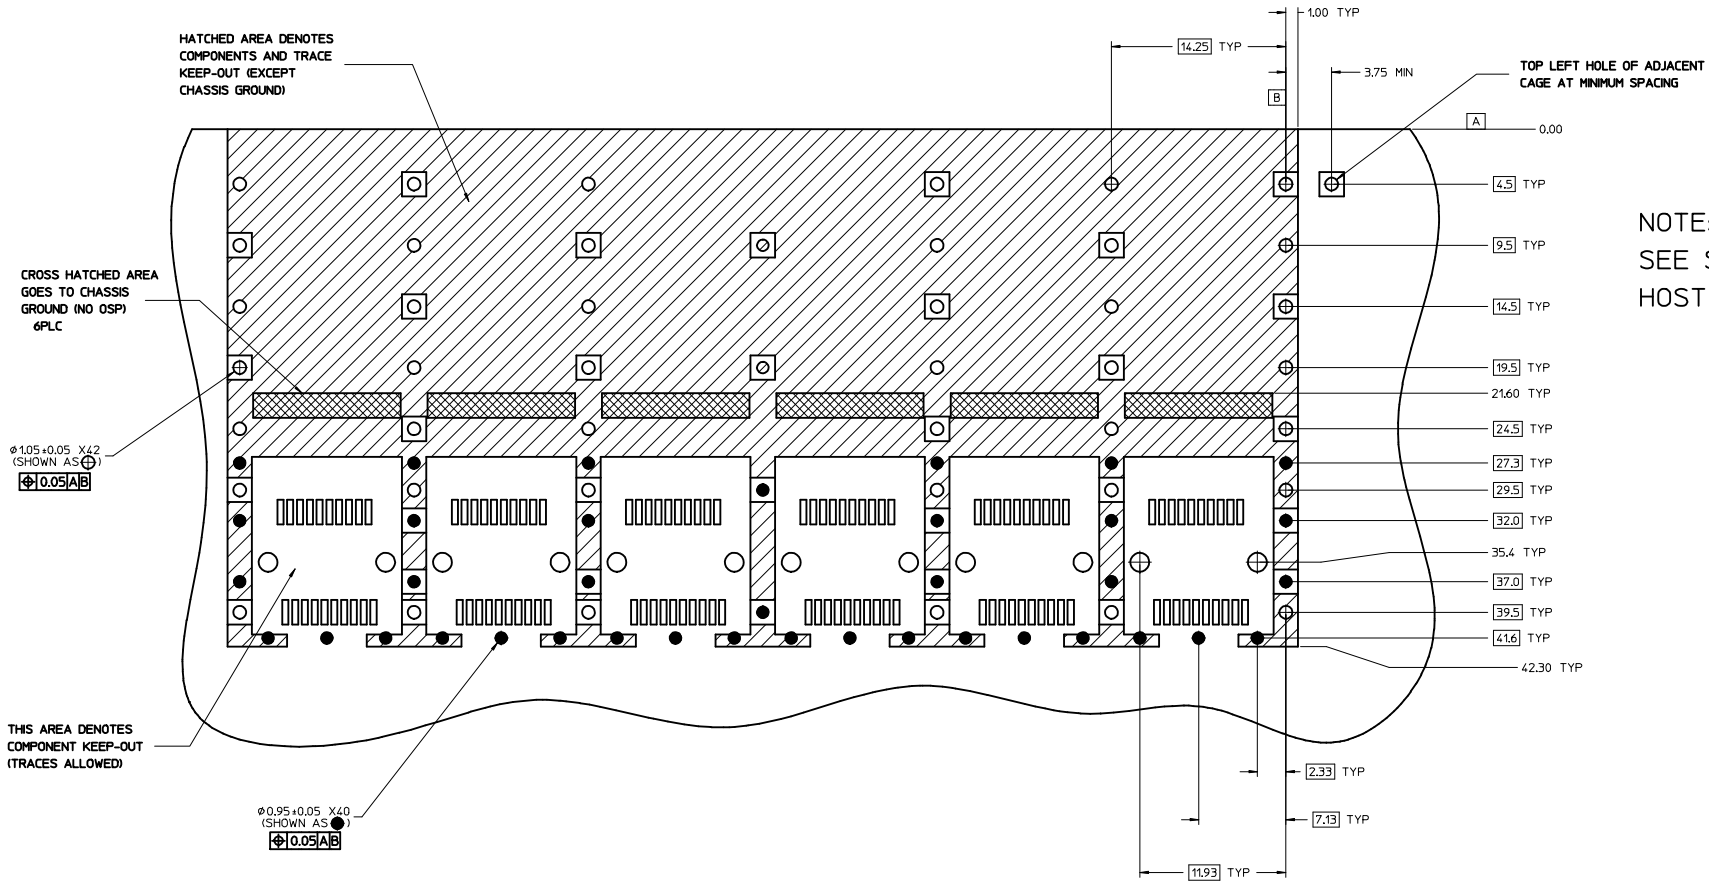 1.00 TYP
14.25 TYP
3.75 MIN
B
HATCHED AREA DENOTES
COMPONENTS AND TRACE
KEEP-OUT (EXCEPT
CHASSIS GROUND)
TOP LEFT HOLE OF ADJACENT
CAGE AT MINIMUM SPACING
A
0.00
4.5 TYP
9.5 TYP
14.5 TYP
19.5 TYP
21.60 TYP
24.5 TYP
27.3 TYP
29.5 TYP
32.0 TYP
35.4 TYP
37.0 TYP
39.5 TYP
41.6 TYP
42.30 TYP
SEE
HOST
CROSS HATCHED AREA
GOES TO CHASSIS
GROUND (NO OSP)
6PLC
⌀1.05±0.05 X42
(SHOWN AS ⊕)
⌖ 0.05 A B
THIS AREA DENOTES
COMPONENT KEEP-OUT
(TRACES ALLOWED)
⌀0.95±0.05 X40
(SHOWN AS ●)
⌖ 0.05 A B
2.33 TYP
7.13 TYP
11.93 TYP